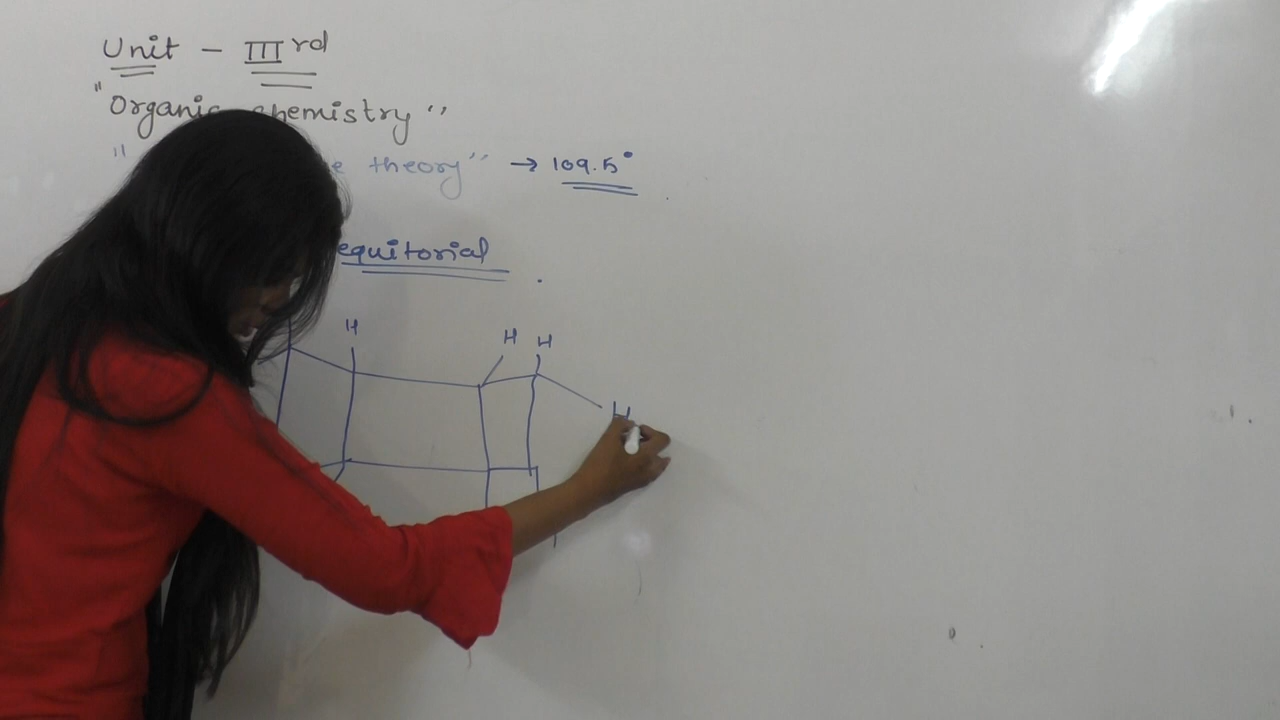 Unit - III rd
"Organic chemistry"
" theory" → 109.5°
equitorial
H H H
H